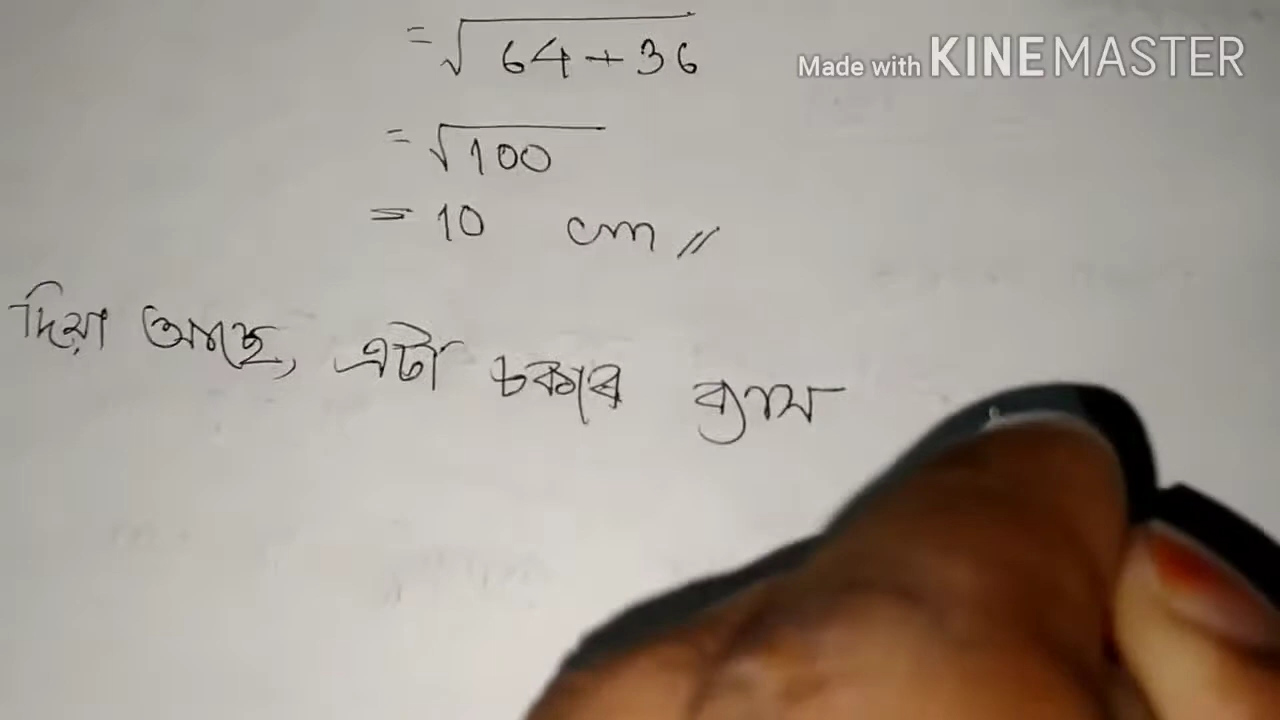 = √64 + 36
Made with KINEMASTER
= √100
= 10 cm //
দিয়া আছে, এটা চকাৰ ব্যাস